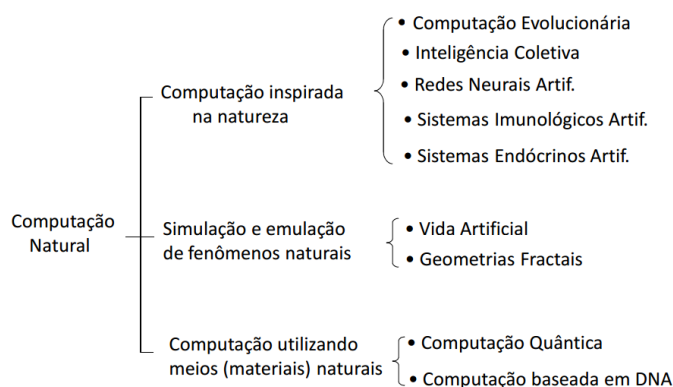 • Computação Evolucionária
• Inteligência Coletiva
Computação inspirada
na natureza
• Redes Neurais Artif.
• Sistemas Imunológicos Artif.
• Sistemas Endócrinos Artif.
Computação
Natural
Simulação e emulação
de fenômenos naturais
• Vida Artificial
• Geometrias Fractais
Computação utilizando
meios (materiais) naturais
• Computação Quântica
• Computação baseada em DNA